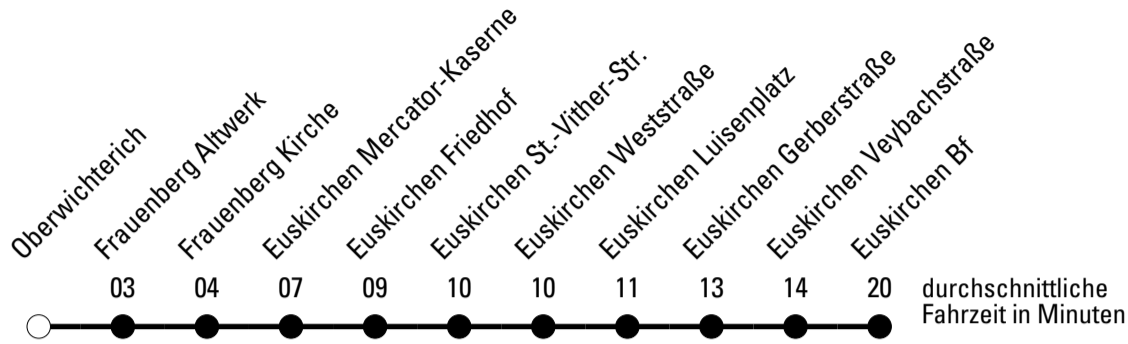 Oberwichterich
Frauenberg Altwerk
Frauenberg Kirche
Euskirchen Mercator-Kaserne
Euskirchen Friedhof
Euskirchen St.-Vither-Str.
Euskirchen Weststraße
Euskirchen Luisenplatz
Euskirchen Gerberstraße
Euskirchen Veybachstraße
Euskirchen Bf
03 04 07 09 10 10 11 13 14 20
durchschnittliche
Fahrzeit in Minuten